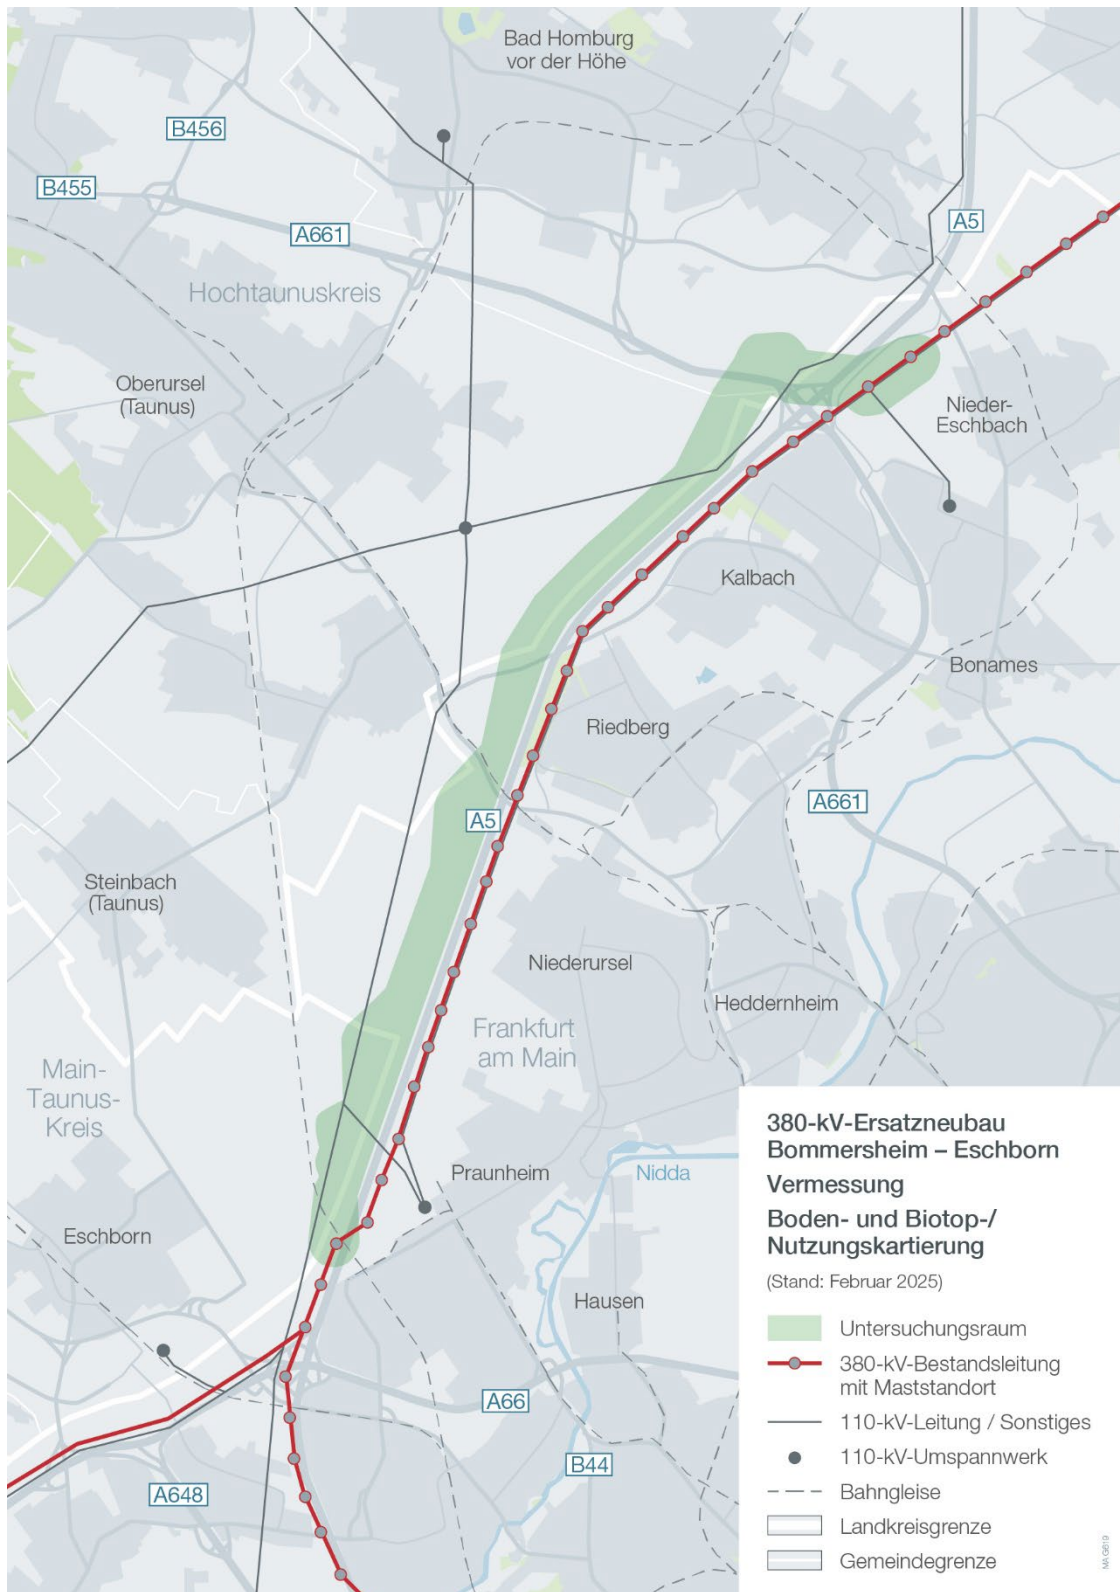 Bad Homburg
vor der Höhe
B456
B455
A5
A661
Hochtaunuskreis
Oberursel
(Taunus)
Nieder-
Eschbach
Kalbach
Bonames
Riedberg
A661
A5
Steinbach
(Taunus)
Niederursel
Heddernheim
Frankfurt
am Main
Main-
Taunus-
Kreis
Praunheim
Nidda
Eschborn
Hausen
A66
B44
A648
380-kV-Ersatzneubau
Bommersheim – Eschborn
Vermessung
Boden- und Biotop-/
Nutzungskartierung
(Stand: Februar 2025)
Untersuchungsraum
380-kV-Bestandsleitung
mit Maststandort
110-kV-Leitung / Sonstiges
110-kV-Umspannwerk
Bahngleise
Landkreisgrenze
Gemeindegrenze